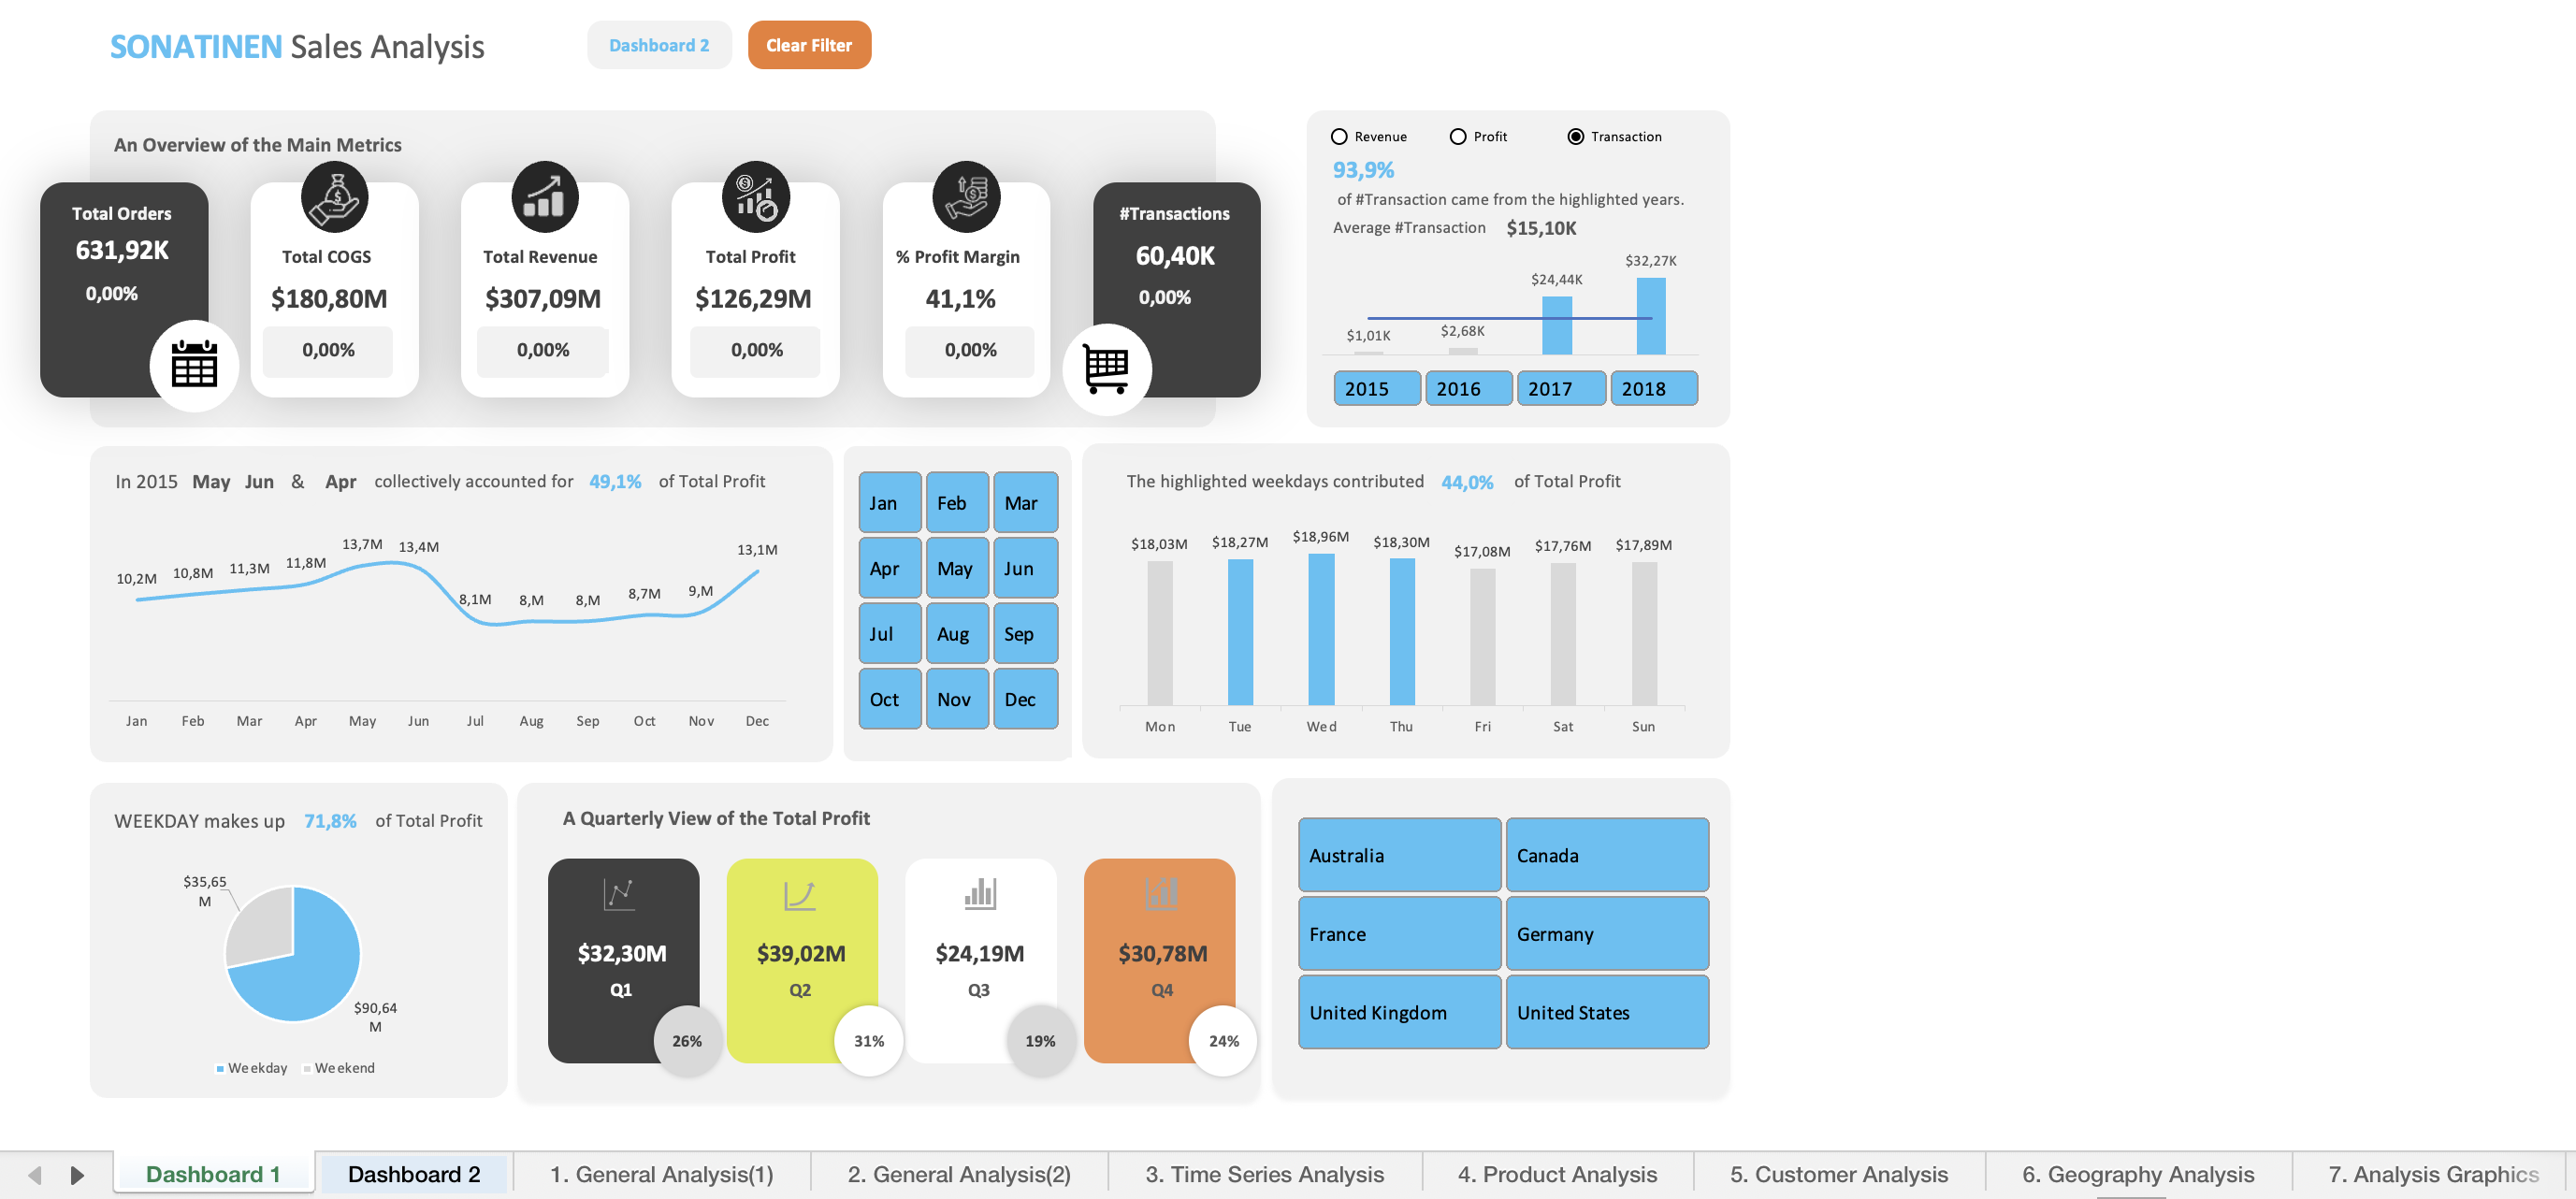 SONATINEN Sales Analysis
Dashboard 2
Clear Filter
An Overview of the Main Metrics
Total Orders
631,92K
0,00%
Total COGS
$180,80M
0,00%
Total Revenue
$307,09M
0,00%
Total Profit
$126,29M
0,00%
% Profit Margin
41,1%
0,00%
#Transactions
60,40K
0,00%
Revenue Profit Transaction
93,9%
of #Transaction came from the highlighted years.
Average #Transaction $15,10K
$1,01K $2,68K $24,44K $32,27K
2015 2016 2017 2018
In 2015 May Jun & Apr collectively accounted for 49,1% of Total Profit
10,2M 10,8M 11,3M 11,8M 13,7M 13,4M 8,1M 8,M 8,M 8,7M 9,M 13,1M
Jan Feb Mar Apr May Jun Jul Aug Sep Oct Nov Dec
Jan Feb Mar
Apr May Jun
Jul Aug Sep
Oct Nov Dec
The highlighted weekdays contributed 44,0% of Total Profit
$18,03M $18,27M $18,96M $18,30M $17,08M $17,76M $17,89M
Mon Tue Wed Thu Fri Sat Sun
WEEKDAY makes up 71,8% of Total Profit
$35,65
M
$90,64
M
Weekday Weekend
A Quarterly View of the Total Profit
$32,30M
Q1
26%
$39,02M
Q2
31%
$24,19M
Q3
19%
$30,78M
Q4
24%
Australia Canada
France Germany
United Kingdom United States
Dashboard 1 Dashboard 2 1. General Analysis(1) 2. General Analysis(2) 3. Time Series Analysis 4. Product Analysis 5. Customer Analysis 6. Geography Analysis 7. Analysis Graphics